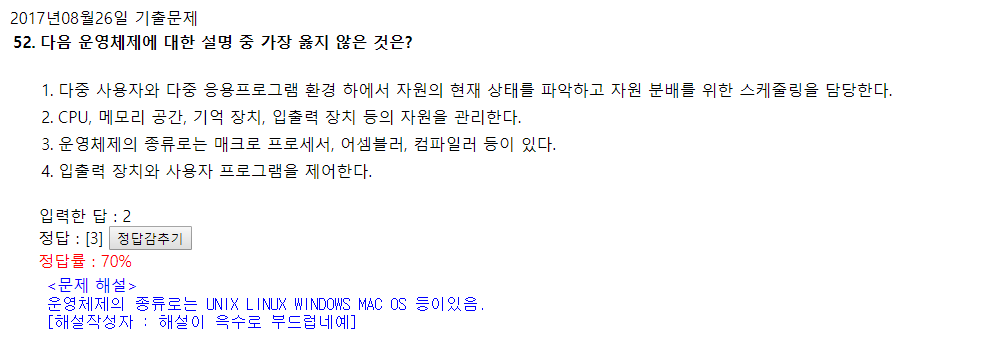 2017년08월26일 기출문제
52. 다음 운영체제에 대한 설명 중 가장 옳지 않은 것은?
1. 다중 사용자와 다중 응용프로그램 환경 하에서 자원의 현재 상태를 파악하고 자원 분배를 위한 스케줄링을 담당한다.
2. CPU, 메모리 공간, 기억 장치, 입출력 장치 등의 자원을 관리한다.
3. 운영체제의 종류로는 매크로 프로세서, 어셈블러, 컴파일러 등이 있다.
4. 입출력 장치와 사용자 프로그램을 제어한다.
입력한 답 : 2
정답 : [3] 정답감추기
정답률 : 70%
<문제 해설>
운영체제의 종류로는 UNIX LINUX WINDOWS MAC OS 등이있음.
[해설작성자 : 해설이 윽수로 부드럽네예]